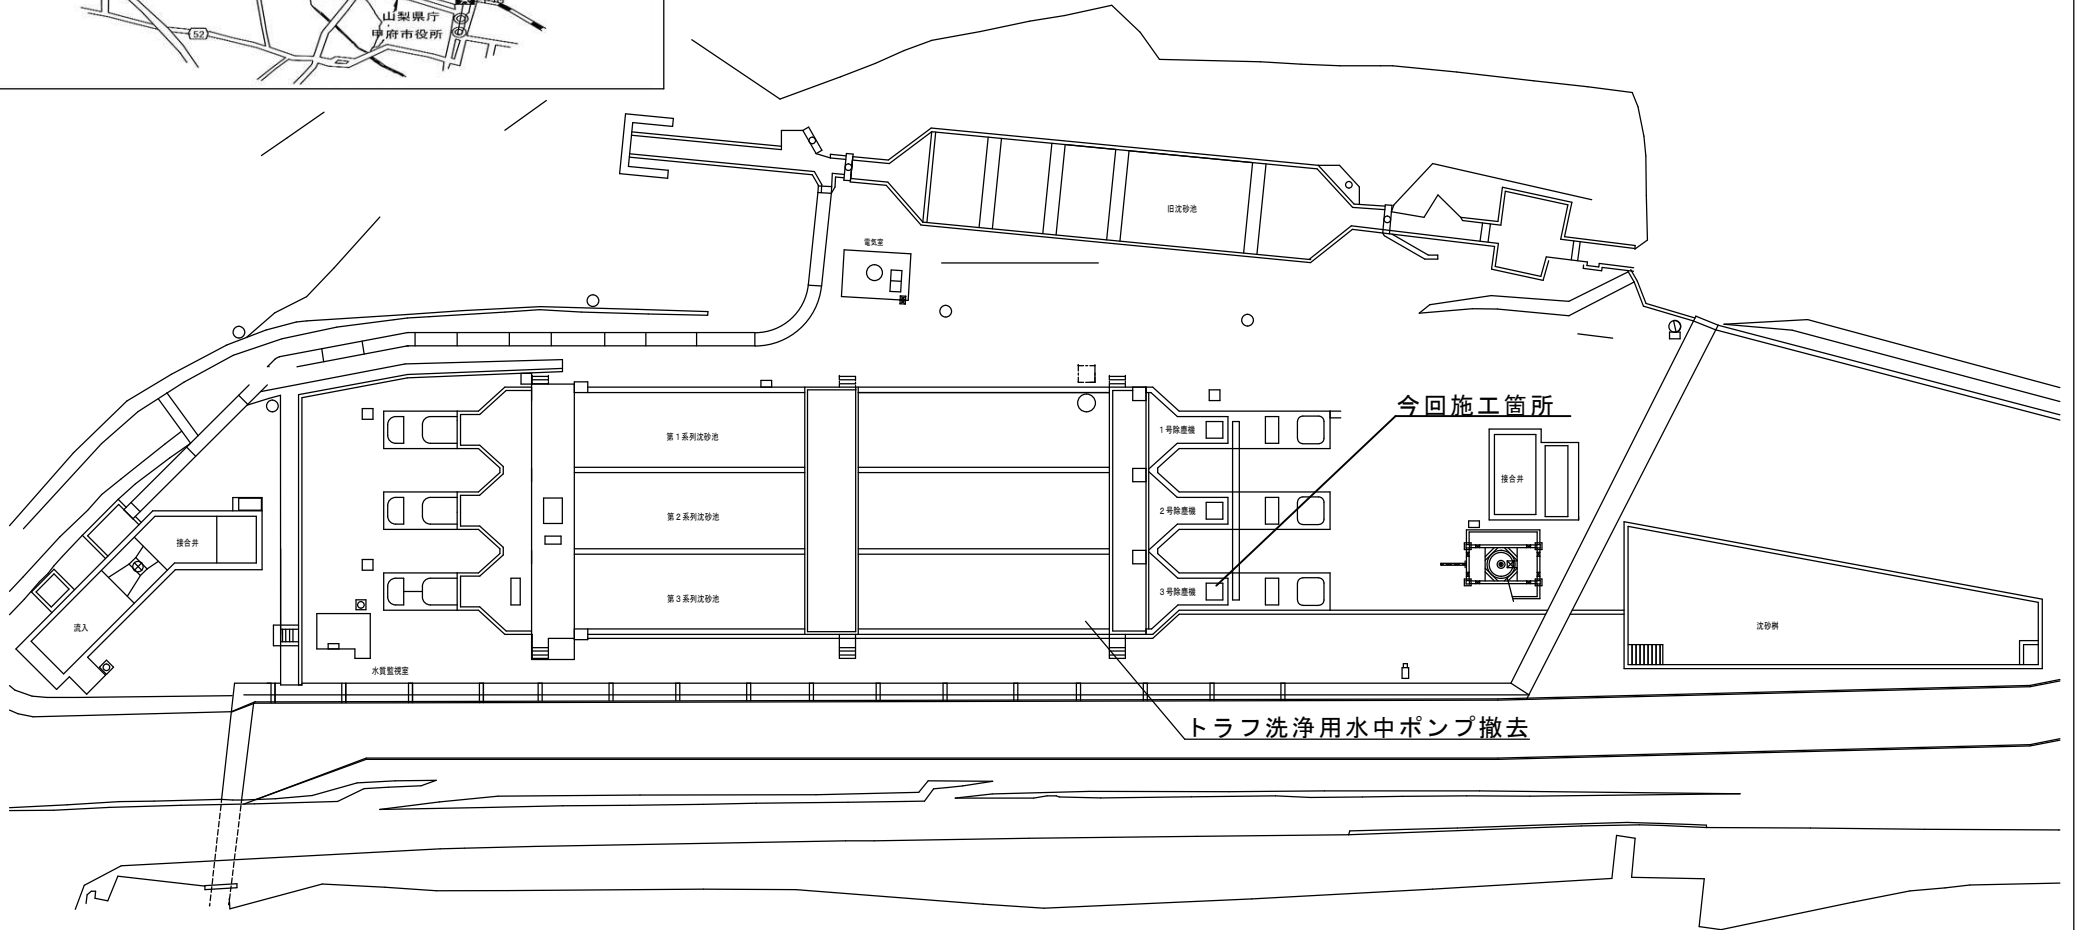 山梨県庁
甲府市役所
52
旧沈砂池
電気室
今回施工箇所
第1系列沈砂池
1号除塵機
接合井
第2系列沈砂池
2号除塵機
接合井
第3系列沈砂池
3号除塵機
流入
沈砂桝
水質監視室
トラフ洗浄用水中ポンプ撤去